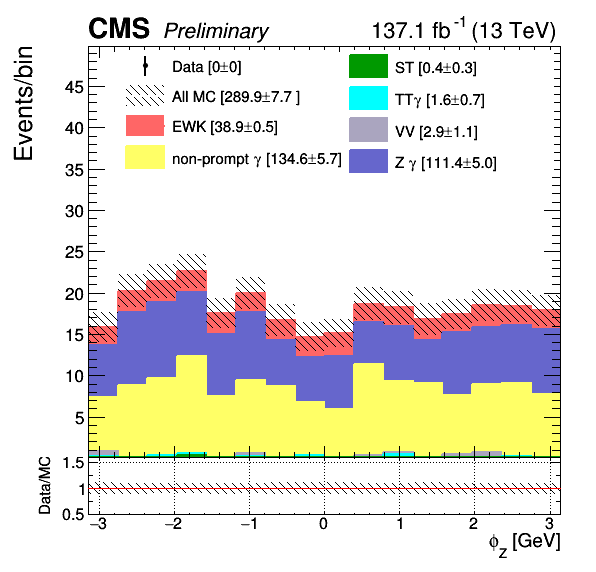 CMS Preliminary 137.1 fb⁻¹ (13 TeV)
Events/bin
Data [0±0]
All MC [289.9±7.7 ]
EWK [38.9±0.5]
non-prompt γ [134.6±5.7]
ST [0.4±0.3]
TTγ [1.6±0.7]
VV [2.9±1.1]
Z γ [111.4±5.0]
45
40
35
30
25
20
15
10
5
Data/MC
1.5
1
0.5
−3 −2 −1 0 1 2 3
ϕ_Z [GeV]